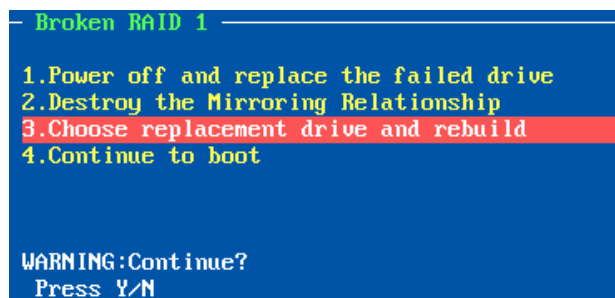 Broken RAID 1
1.Power off and replace the failed drive
2.Destroy the Mirroring Relationship
3.Choose replacement drive and rebuild
4.Continue to boot
WARNING:Continue?
Press Y/N